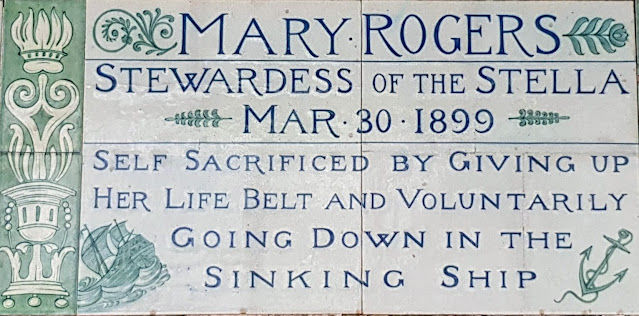 MARY·ROGERS
STEWARDESS OF THE STELLA
MAR·30·1899
SELF SACRIFICED BY GIVING UP
HER LIFE BELT AND VOLUNTARILY
GOING DOWN IN THE
SINKING SHIP